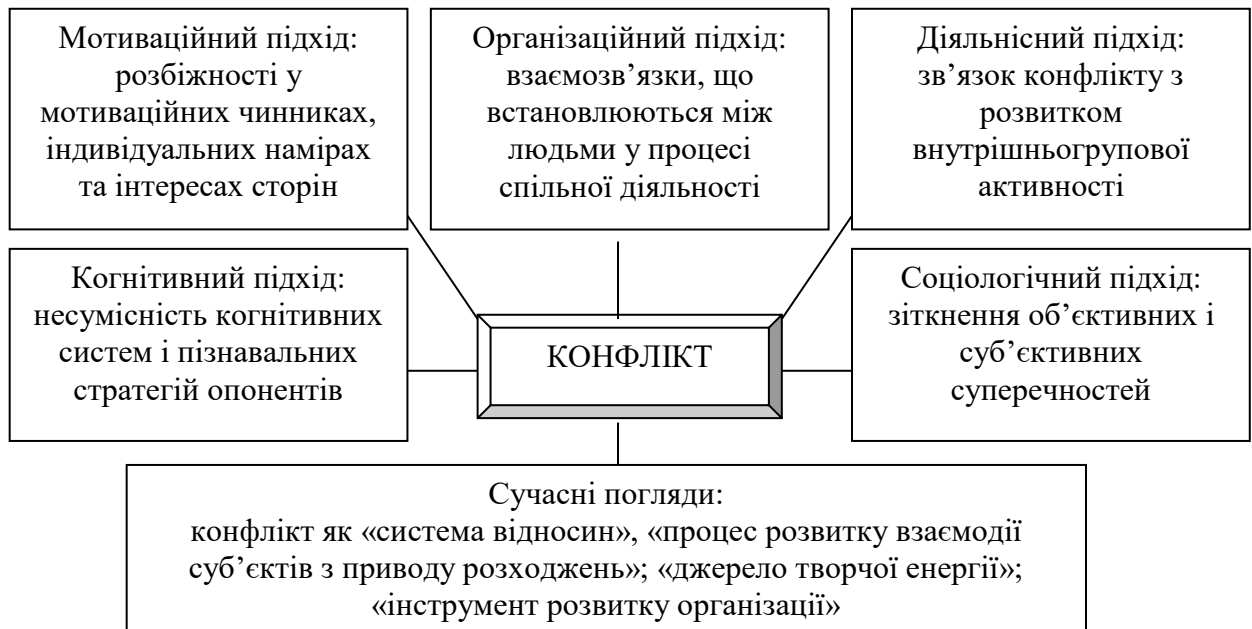 Мотиваційний підхід:
розбіжності у
мотиваційних чинниках,
індивідуальних намірах
та інтересах сторін
Організаційний підхід:
взаємозв’язки, що
встановлюються між
людьми у процесі
спільної діяльності
Діяльнісний підхід:
зв’язок конфлікту з
розвитком
внутрішньогрупової
активності
Когнітивний підхід:
несумісність когнітивних
систем і пізнавальних
стратегій опонентів
КОНФЛІКТ
Соціологічний підхід:
зіткнення об’єктивних і
суб’єктивних
суперечностей
Сучасні погляди:
конфлікт як «система відносин», «процес розвитку взаємодії
суб’єктів з приводу розходжень»; «джерело творчої енергії»;
«інструмент розвитку організації»